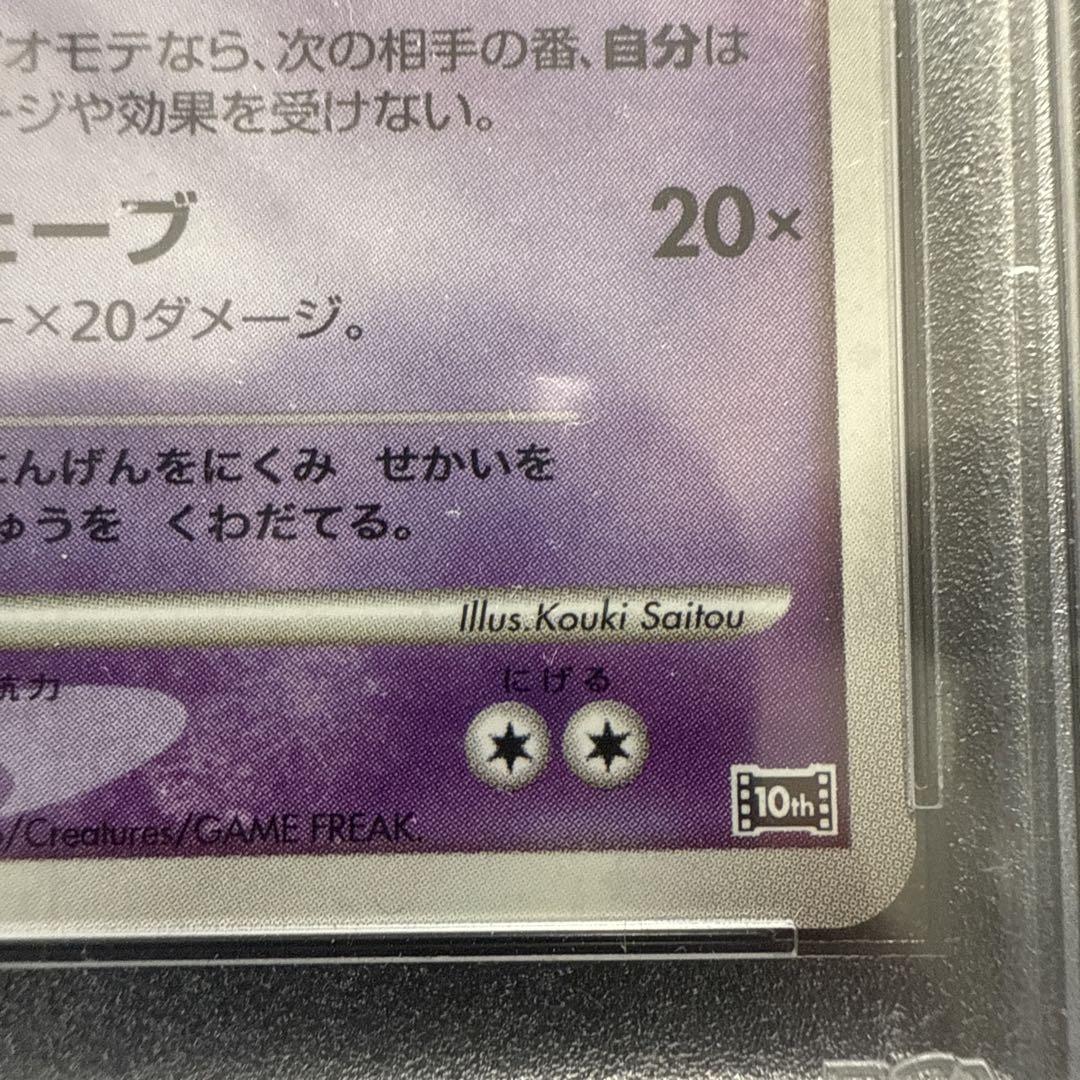 オモテなら、次の相手の番、自分は
ージや効果を受けない。
ーブ 20×
×20ダメージ。
んげんをにくみ せかいを
ゅうを くわだてる。
Illus.Kouki Saitou
抗力 にげる
10th
/Creatures/GAME FREAK.